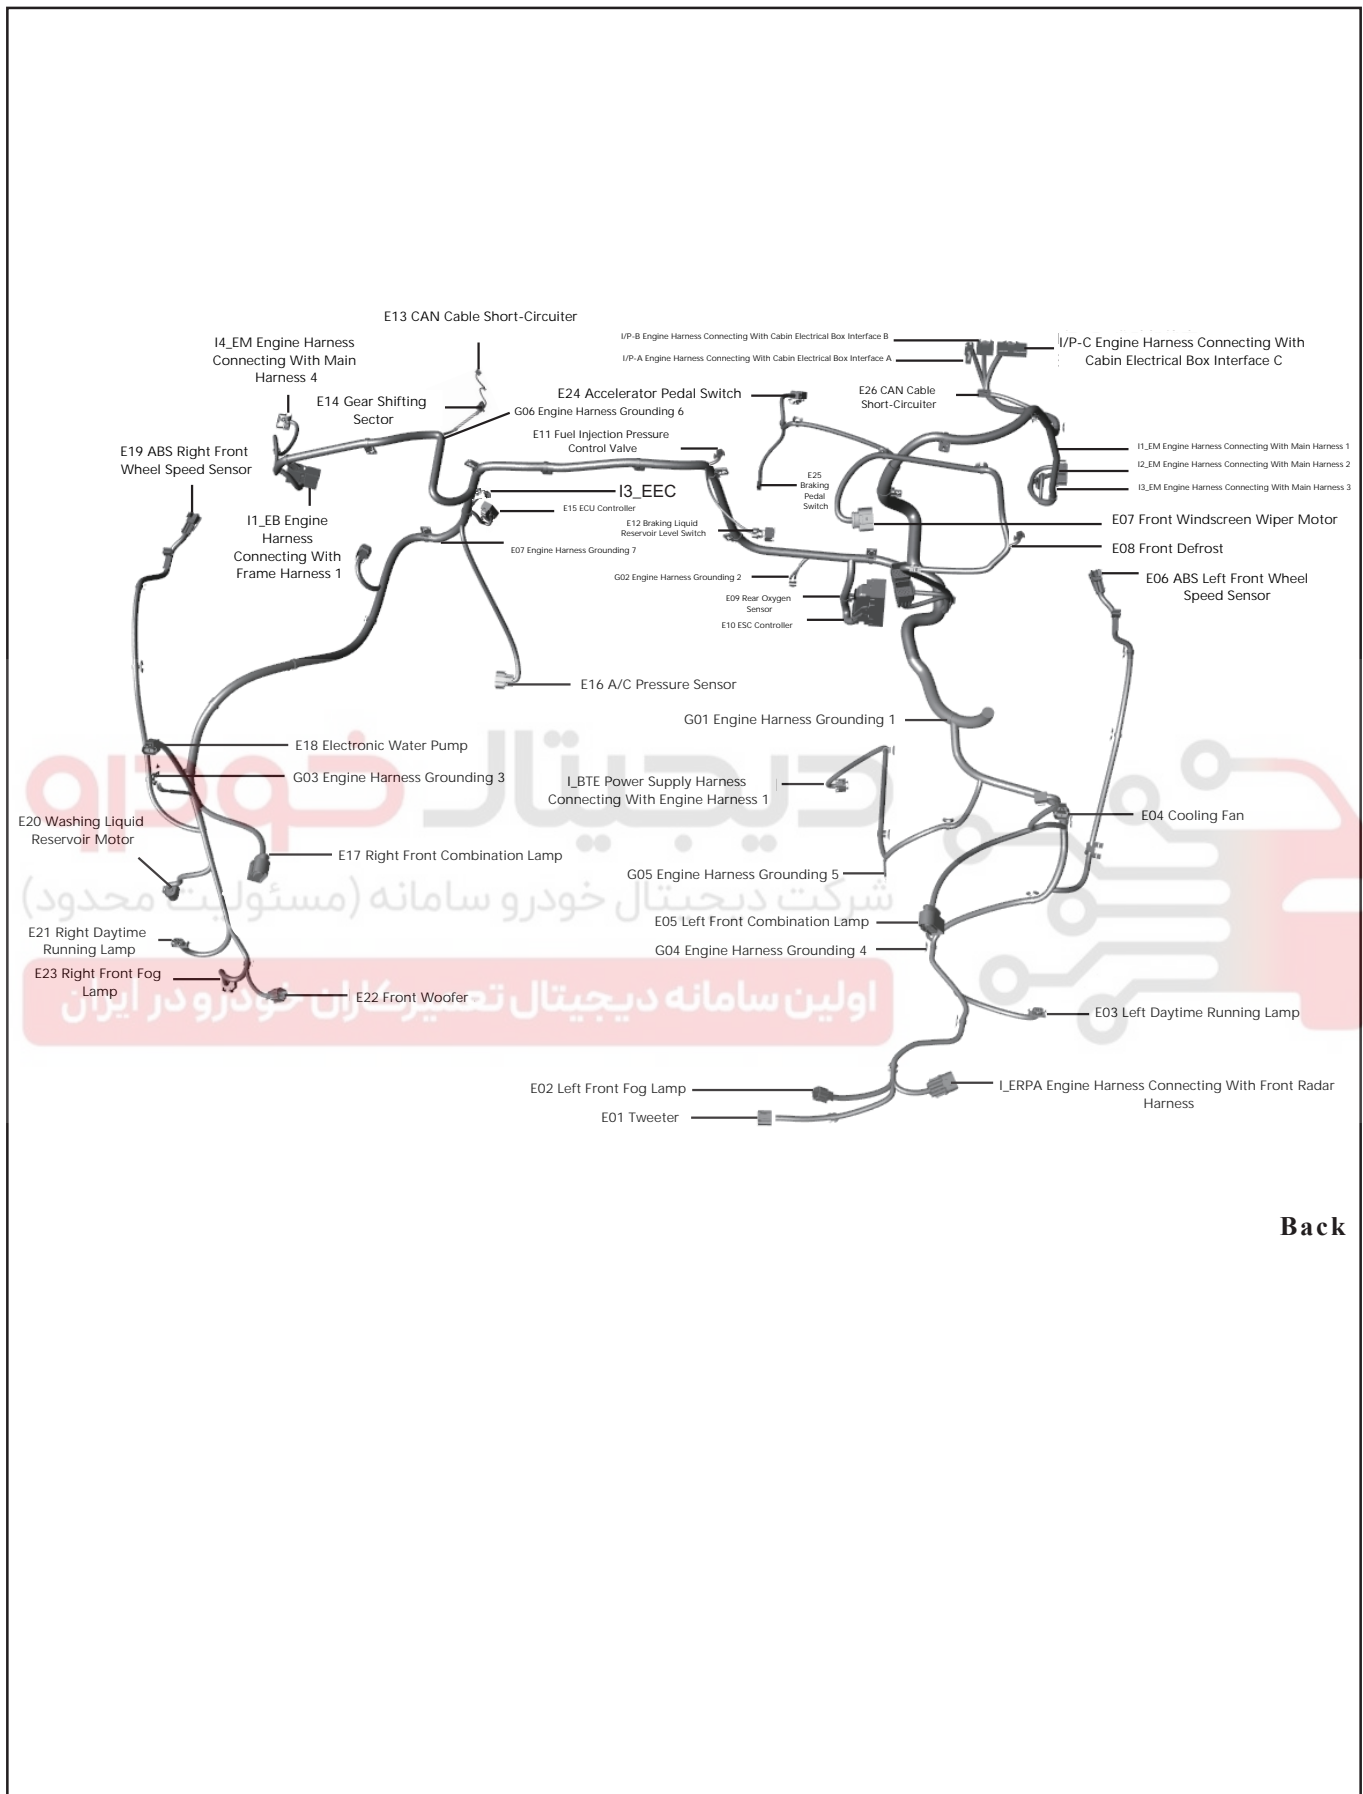 E13 CAN Cable Short-Circuiter
I4_EM Engine Harness
Connecting With Main
Harness 4
E14 Gear Shifting
Sector
G06 Engine Harness Grounding 6
E19 ABS Right Front
Wheel Speed Sensor
I1_EB Engine
Harness
Connecting With
Frame Harness 1
I/P-B Engine Harness Connecting With Cabin Electrical Box Interface B
I/P-A Engine Harness Connecting With Cabin Electrical Box Interface A
I/P-C Engine Harness Connecting With
Cabin Electrical Box Interface C
E24 Accelerator Pedal Switch
E26 CAN Cable
Short-Circuiter
E11 Fuel Injection Pressure
Control Valve
I1_EM Engine Harness Connecting With Main Harness 1
I2_EM Engine Harness Connecting With Main Harness 2
I3_EM Engine Harness Connecting With Main Harness 3
E25
Braking
Pedal
Switch
I3_EEC
E15 ECU Controller
E12 Braking Liquid
Reservoir Level Switch
E07 Front Windscreen Wiper Motor
E07 Engine Harness Grounding 7
E08 Front Defrost
G02 Engine Harness Grounding 2
E06 ABS Left Front Wheel
Speed Sensor
E09 Rear Oxygen
Sensor
E10 ESC Controller
E16 A/C Pressure Sensor
G01 Engine Harness Grounding 1
E18 Electronic Water Pump
G03 Engine Harness Grounding 3
I_BTE Power Supply Harness
Connecting With Engine Harness 1
دیجیتال خودرو
E20 Washing Liquid
Reservoir Motor
E04 Cooling Fan
E17 Right Front Combination Lamp
G05 Engine Harness Grounding 5
شرکت دیجیتال خودرو سامانه (مسئولیت محدود)
E05 Left Front Combination Lamp
E21 Right Daytime
Running Lamp
G04 Engine Harness Grounding 4
E23 Right Front Fog
Lamp
E22 Front Woofer
اولین سامانه دیجیتال تعمیرکاران خودرو در ایران
E03 Left Daytime Running Lamp
E02 Left Front Fog Lamp
I_ERPA Engine Harness Connecting With Front Radar
Harness
E01 Tweeter
Back